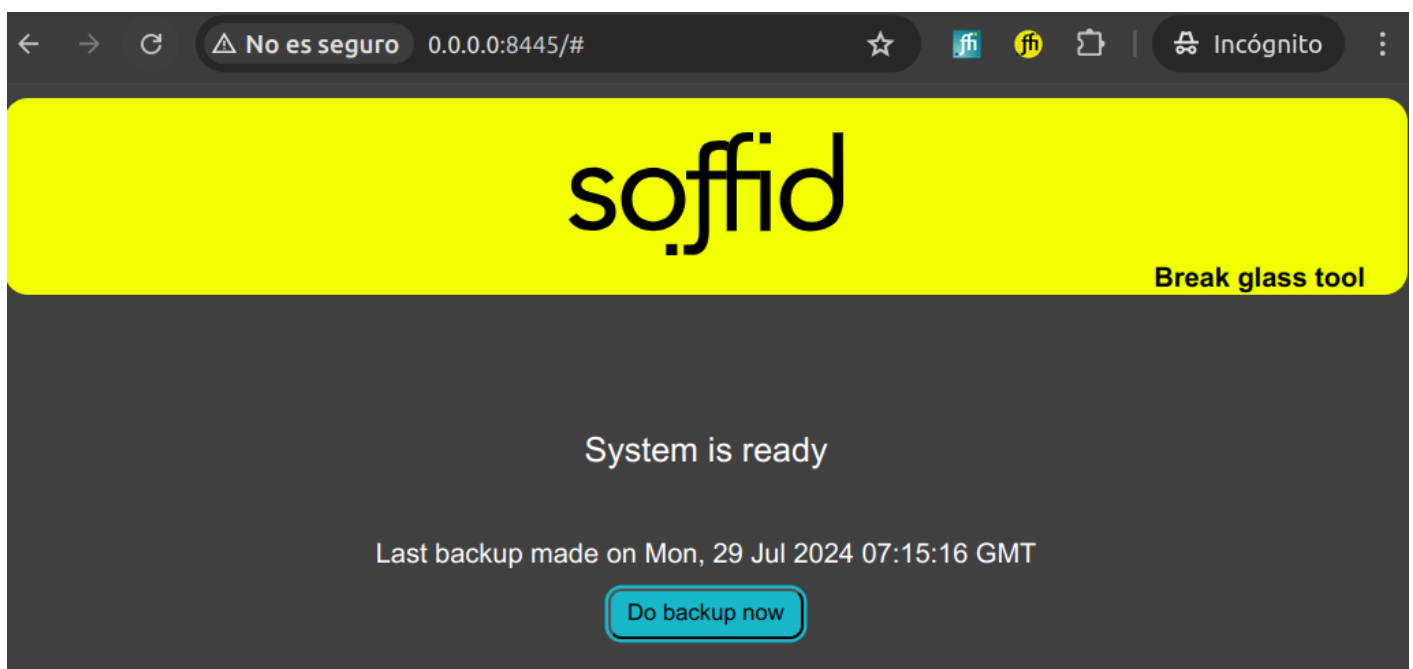 No es seguro 0.0.0.0:8445/# Incógnito
soffid
Break glass tool
System is ready
Last backup made on Mon, 29 Jul 2024 07:15:16 GMT
Do backup now